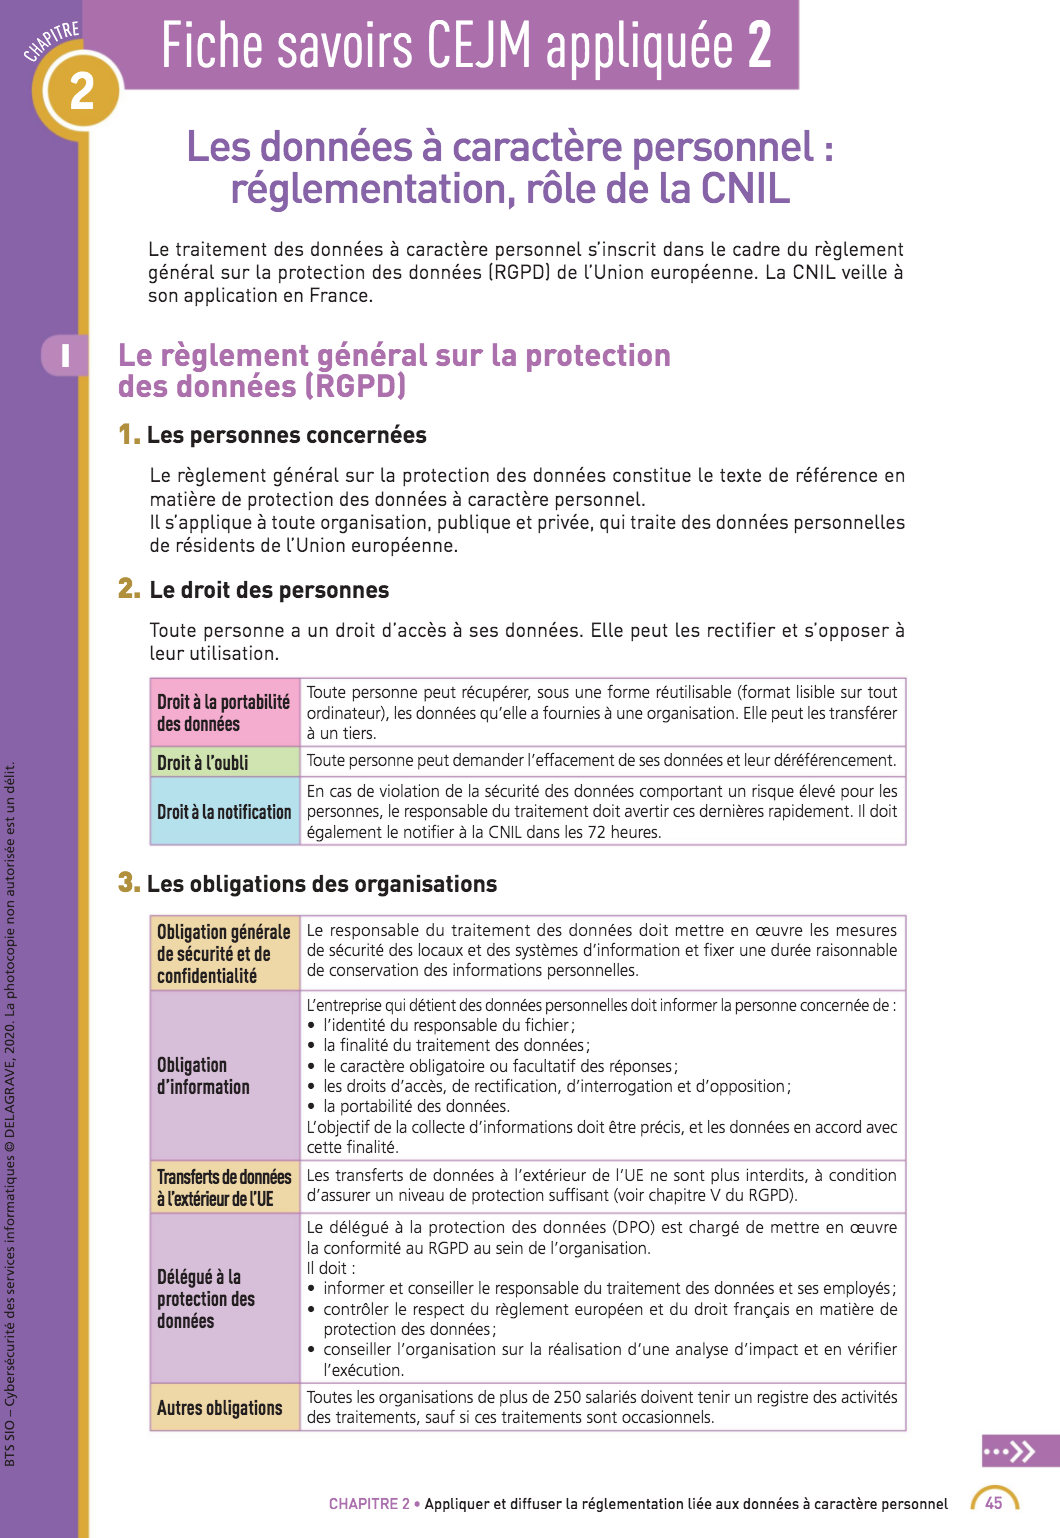 CHAPITRE
2
Fiche savoirs CEJM appliquée 2
Les données à caractère personnel :
réglementation, rôle de la CNIL
Le traitement des données à caractère personnel s’inscrit dans le cadre du règlement
général sur la protection des données (RGPD) de l’Union européenne. La CNIL veille à
son application en France.
I
Le règlement général sur la protection
des données (RGPD)
1. Les personnes concernées
Le règlement général sur la protection des données constitue le texte de référence en
matière de protection des données à caractère personnel.
Il s’applique à toute organisation, publique et privée, qui traite des données personnelles
de résidents de l’Union européenne.
2. Le droit des personnes
Toute personne a un droit d’accès à ses données. Elle peut les rectifier et s’opposer à
leur utilisation.
Droit à la portabilité
des données
Toute personne peut récupérer, sous une forme réutilisable (format lisible sur tout
ordinateur), les données qu’elle a fournies à une organisation. Elle peut les transférer
à un tiers.
Droit à l’oubli
Toute personne peut demander l’effacement de ses données et leur déréférencement.
Droit à la notification
En cas de violation de la sécurité des données comportant un risque élevé pour les
personnes, le responsable du traitement doit avertir ces dernières rapidement. Il doit
également le notifier à la CNIL dans les 72 heures.
3. Les obligations des organisations
Obligation générale
de sécurité et de
confidentialité
Le responsable du traitement des données doit mettre en œuvre les mesures
de sécurité des locaux et des systèmes d’information et fixer une durée raisonnable
de conservation des informations personnelles.
Obligation
d’information
L’entreprise qui détient des données personnelles doit informer la personne concernée de :
• l’identité du responsable du fichier ;
• la finalité du traitement des données ;
• le caractère obligatoire ou facultatif des réponses ;
• les droits d’accès, de rectification, d’interrogation et d’opposition ;
• la portabilité des données.
L’objectif de la collecte d’informations doit être précis, et les données en accord avec
cette finalité.
Transferts de données
à l’extérieur de l’UE
Les transferts de données à l’extérieur de l’UE ne sont plus interdits, à condition
d’assurer un niveau de protection suffisant (voir chapitre V du RGPD).
Délégué à la
protection des
données
Le délégué à la protection des données (DPO) est chargé de mettre en œuvre
la conformité au RGPD au sein de l’organisation.
Il doit :
• informer et conseiller le responsable du traitement des données et ses employés ;
• contrôler le respect du règlement européen et du droit français en matière de
protection des données ;
• conseiller l’organisation sur la réalisation d’une analyse d’impact et en vérifier
l’exécution.
Autres obligations
Toutes les organisations de plus de 250 salariés doivent tenir un registre des activités
des traitements, sauf si ces traitements sont occasionnels.
BTS SIO – Cybersécurité des services informatiques © DELAGRAVE, 2020. La photocopie non autorisée est un délit.
CHAPITRE 2 • Appliquer et diffuser la réglementation liée aux données à caractère personnel
45